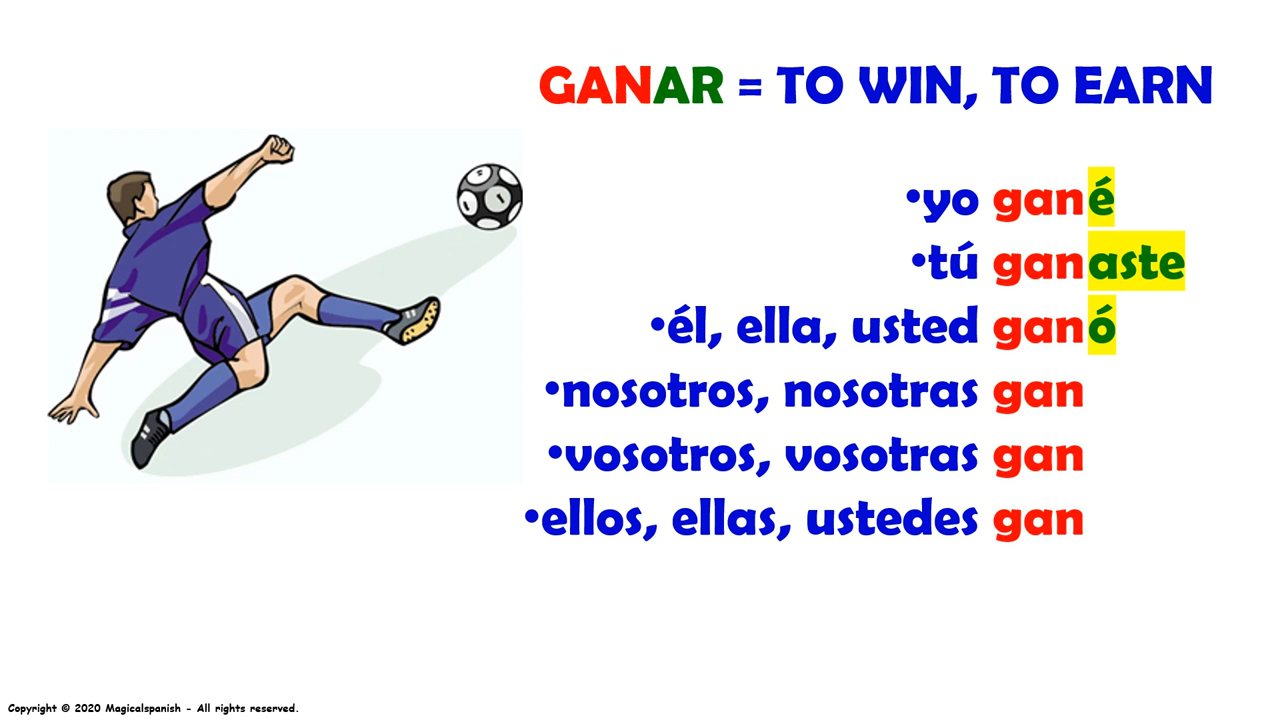 GANAR = TO WIN, TO EARN
•yo gané
•tú ganaste
•él, ella, usted ganó
•nosotros, nosotras gan
•vosotros, vosotras gan
•ellos, ellas, ustedes gan
Copyright © 2020 Magicalspanish - All rights reserved.